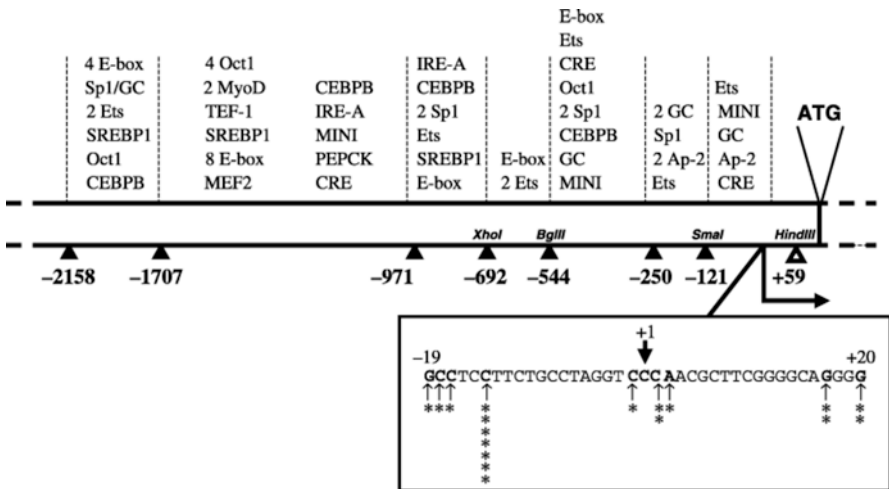 4 E-box
Sp1/GC
2 Ets
SREBP1
Oct1
CEBPB
4 Oct1
2 MyoD
TEF-1
SREBP1
8 E-box
MEF2
CEBPB
IRE-A
MINI
PEPCK
CRE
IRE-A
CEBPB
2 Sp1
Ets
SREBP1
E-box
E-box
2 Ets
E-box
Ets
CRE
Oct1
2 Sp1
CEBPB
GC
MINI
2 GC
Sp1
2 Ap-2
Ets
Ets
MINI
GC
Ap-2
CRE
ATG
XhoI BglII SmaI HindIII
–2158 –1707 –971 –692 –544 –250 –121 +59
+1
–19 +20
GCCTCCTTCTGCCTAGGTCCCAACGCTTCGGGGCAGGGG